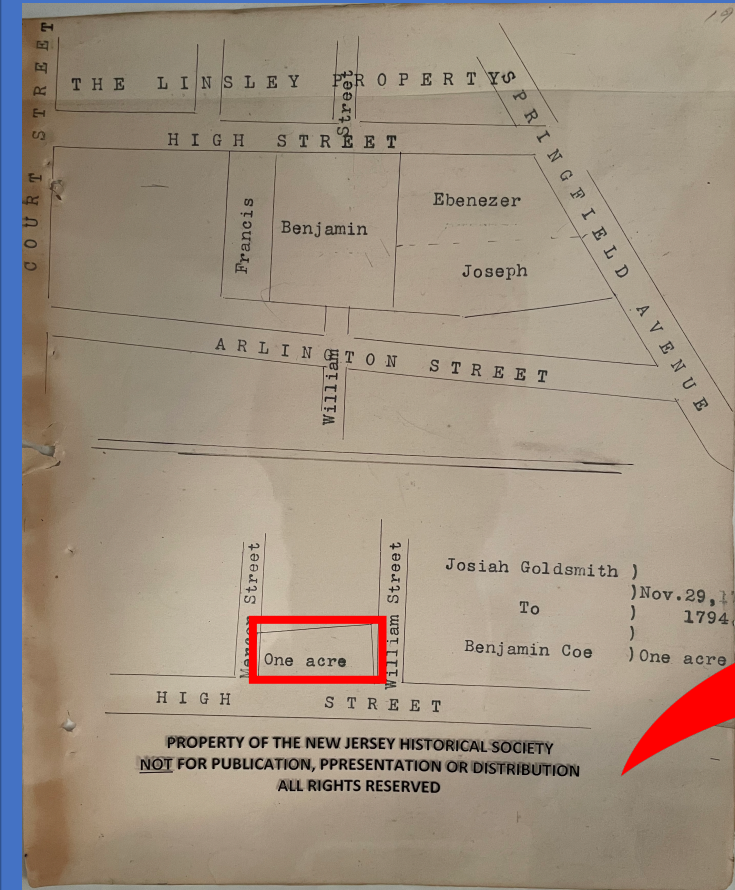 19
COURT STREET
THE LINSLEY PROPERTY
Street
SPRINGFIELD AVENUE
HIGH STREET
Francis
Benjamin
Ebenezer
Joseph
ARLINGTON STREET
William
Mercer Street
William Street
One acre
Josiah Goldsmith )
)Nov.29,
To ) 1794
)
Benjamin Coe )One acre
HIGH STREET
PROPERTY OF THE NEW JERSEY HISTORICAL SOCIETY
NOT FOR PUBLICATION, PPRESENTATION OR DISTRIBUTION
ALL RIGHTS RESERVED